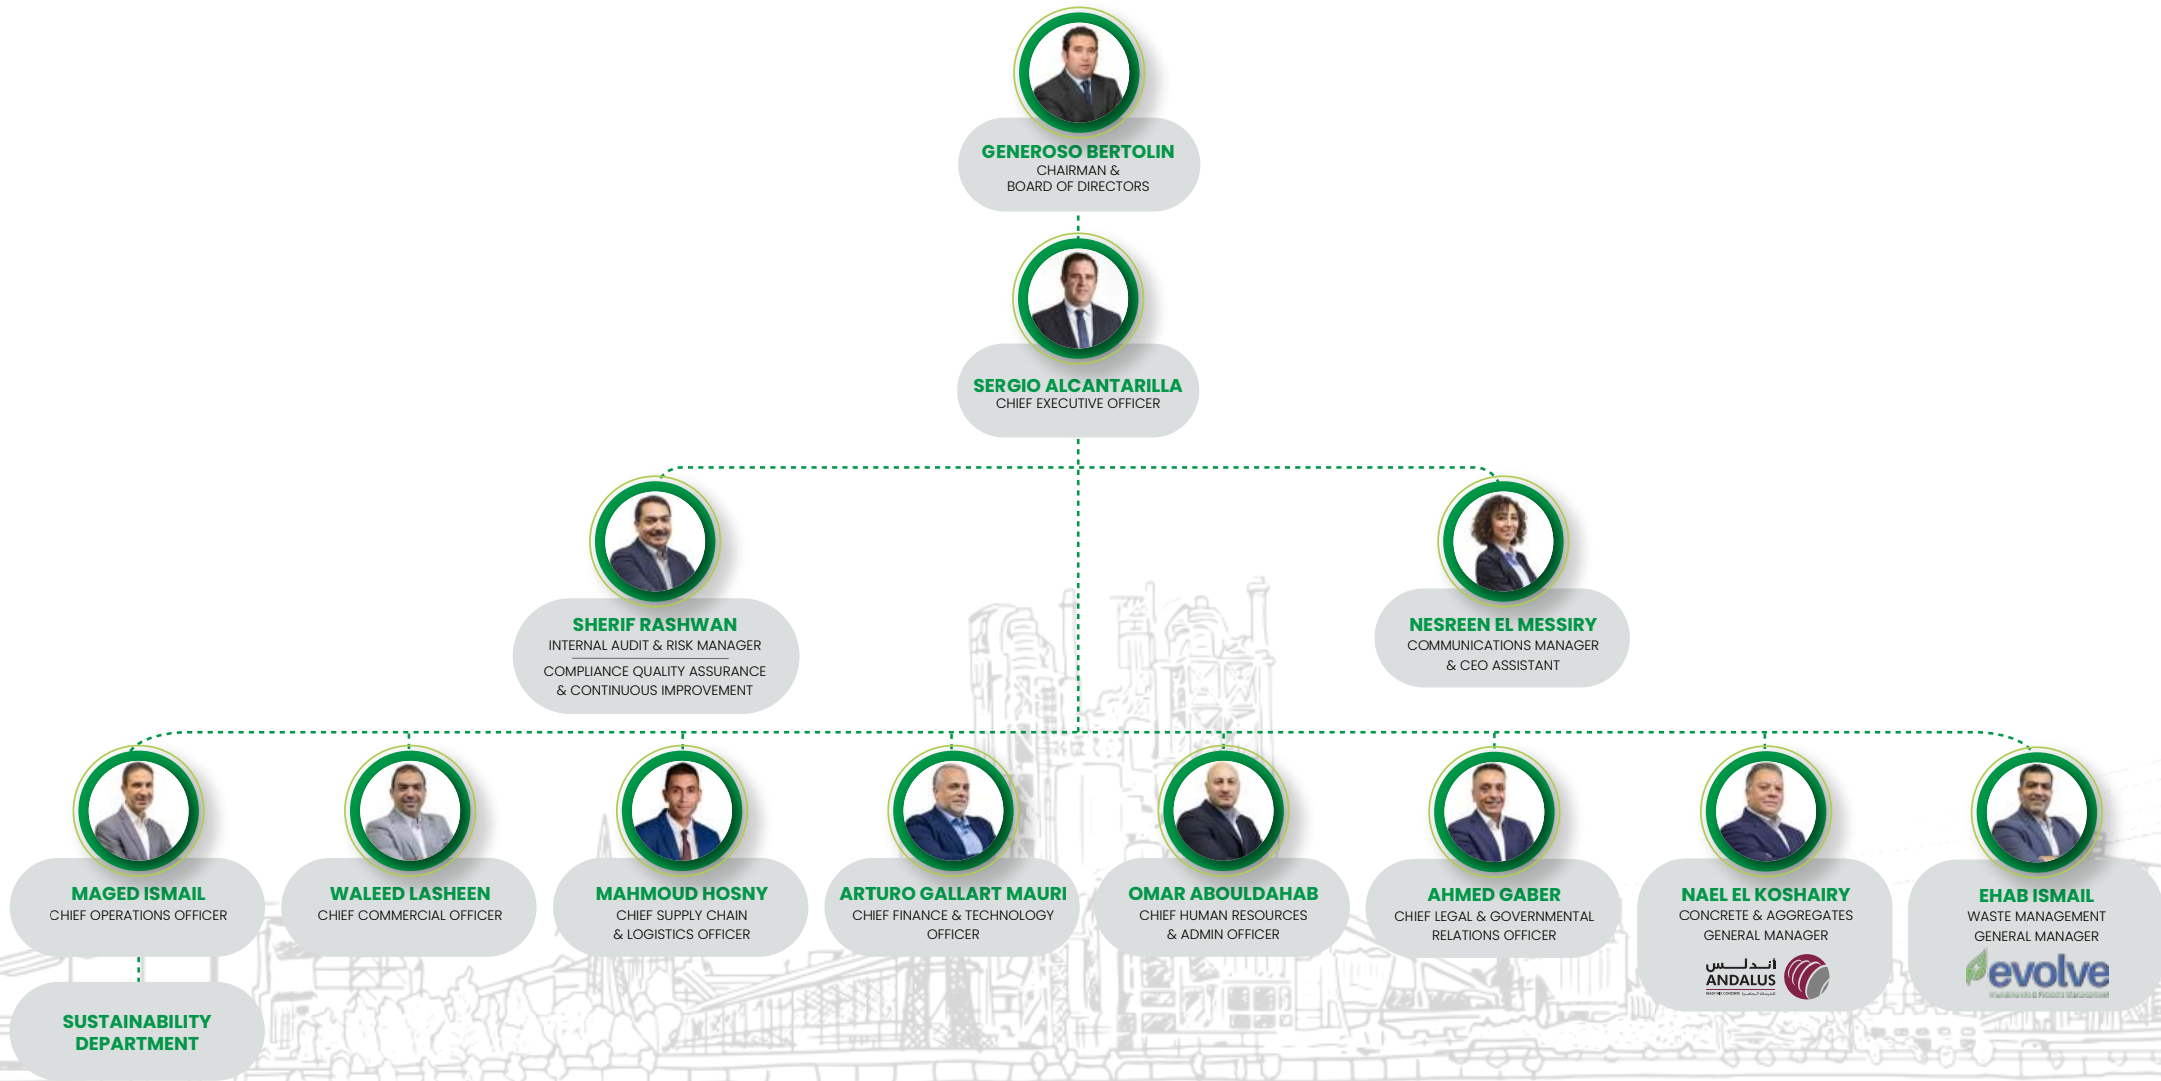 GENEROSO BERTOLIN
CHAIRMAN &
BOARD OF DIRECTORS
SERGIO ALCANTARILLA
CHIEF EXECUTIVE OFFICER
SHERIF RASHWAN
INTERNAL AUDIT & RISK MANAGER
COMPLIANCE QUALITY ASSURANCE
& CONTINUOUS IMPROVEMENT
NESREEN EL MESSIRY
COMMUNICATIONS MANAGER
& CEO ASSISTANT
MAGED ISMAIL
CHIEF OPERATIONS OFFICER
WALEED LASHEEN
CHIEF COMMERCIAL OFFICER
MAHMOUD HOSNY
CHIEF SUPPLY CHAIN
& LOGISTICS OFFICER
ARTURO GALLART MAURI
CHIEF FINANCE & TECHNOLOGY
OFFICER
OMAR ABOULDAHAB
CHIEF HUMAN RESOURCES
& ADMIN OFFICER
AHMED GABER
CHIEF LEGAL & GOVERNMENTAL
RELATIONS OFFICER
NAEL EL KOSHAIRY
CONCRETE & AGGREGATES
GENERAL MANAGER
أندلس
ANDALUS
EHAB ISMAIL
WASTE MANAGEMENT
GENERAL MANAGER
evolve
SUSTAINABILITY
DEPARTMENT